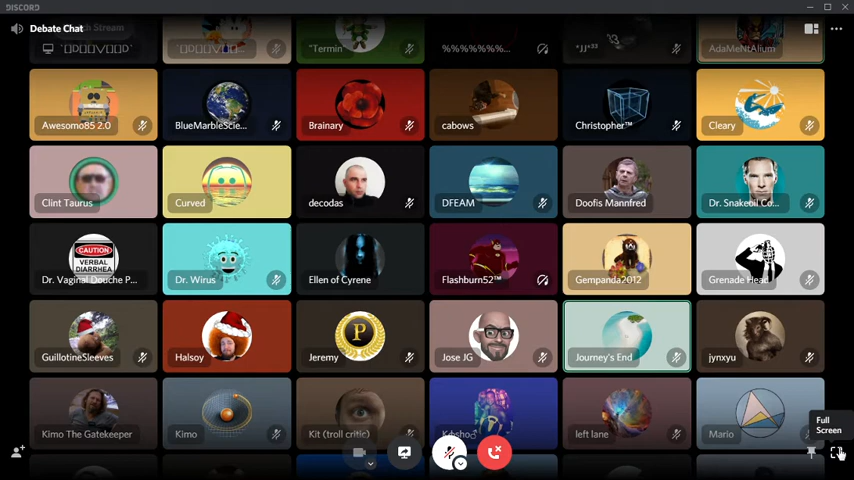 DISCORD
Debate Chat
"Termin
%%%%%%%...
*JJ*³³
AdaMeNtAlium
Awesomo85 2.0
BlueMarbleScie...
Brainary
cabows
Christopher™
Cleary
Clint Taurus
Curved
decodas
DFEAM
Doofis Mannfred
Dr. Snakeoil Co...
CAUTION
VERBAL
DIARRHEA
Dr. Vaginal Douche P...
Dr. Wirus
Ellen of Cyrene
Flashburn52™
Gempanda2012
Grenade Head
GuillotineSleeves
Halsoy
P
Jeremy
Jose JG
Journey's End
jynxyu
Kimo The Gatekeeper
Kimo
Kit (troll critic)
left lane
Mario
Full
Screen